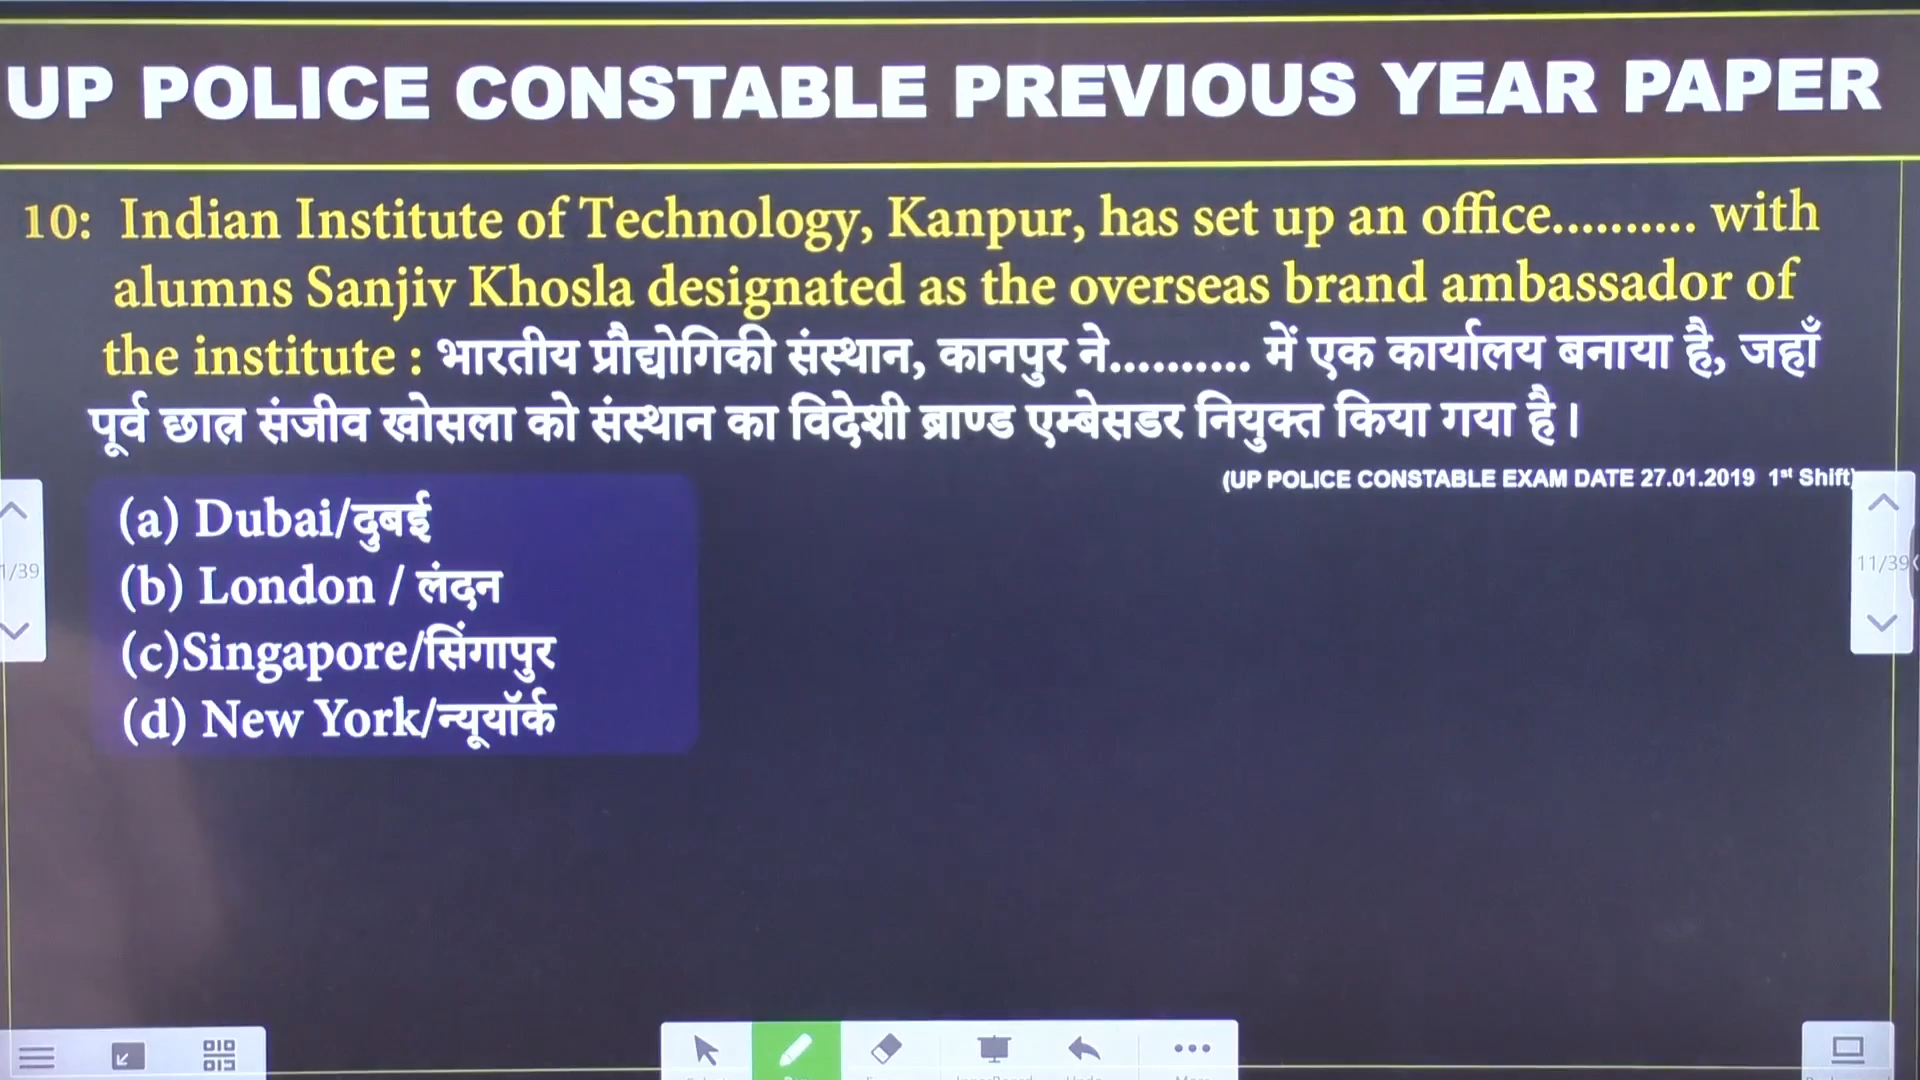 UP POLICE CONSTABLE PREVIOUS YEAR PAPER
10: Indian Institute of Technology, Kanpur, has set up an office.......... with
alumns Sanjiv Khosla designated as the overseas brand ambassador of
the institute : भारतीय प्रौद्योगिकी संस्थान, कानपुर ने.......... में एक कार्यालय बनाया है, जहाँ
पूर्व छात्र संजीव खोसला को संस्थान का विदेशी ब्राण्ड एम्बेसडर नियुक्त किया गया है।
(UP POLICE CONSTABLE EXAM DATE 27.01.2019 1st Shift)
(a) Dubai/दुबई
(b) London / लंदन
(c)Singapore/सिंगापुर
(d) New York/न्यूयॉर्क
1/39
11/39